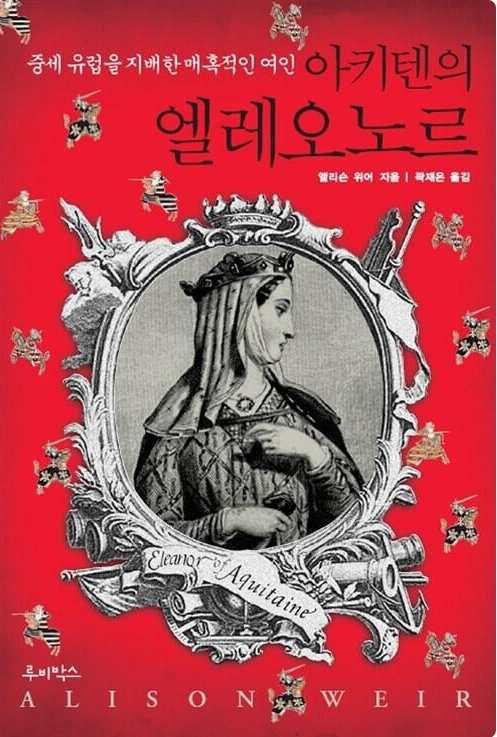 중세 유럽을 지배한 매혹적인 여인 아키텐의
엘레오노르
앨리슨 위어 지음 | 곽재은 옮김
Eleanor of Aquitaine
루비박스
ALISON WEIR